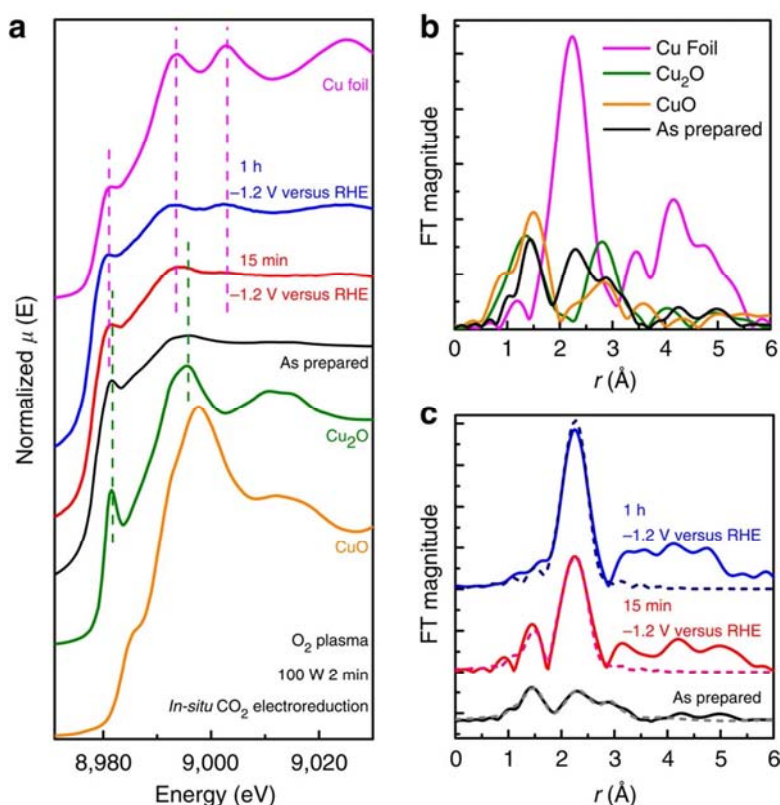 a
Normalized μ (E)
Cu foil
1 h
–1.2 V versus RHE
15 min
–1.2 V versus RHE
As prepared
Cu₂O
CuO
O₂ plasma
100 W 2 min
In-situ CO₂ electroreduction
8,980
9,000
9,020
Energy (eV)
b
FT magnitude
Cu Foil
Cu₂O
CuO
As prepared
0 1 2 3 4 5 6
r (Å)
c
FT magnitude
1 h
–1.2 V versus RHE
15 min
–1.2 V versus RHE
As prepared
0 1 2 3 4 5 6
r (Å)